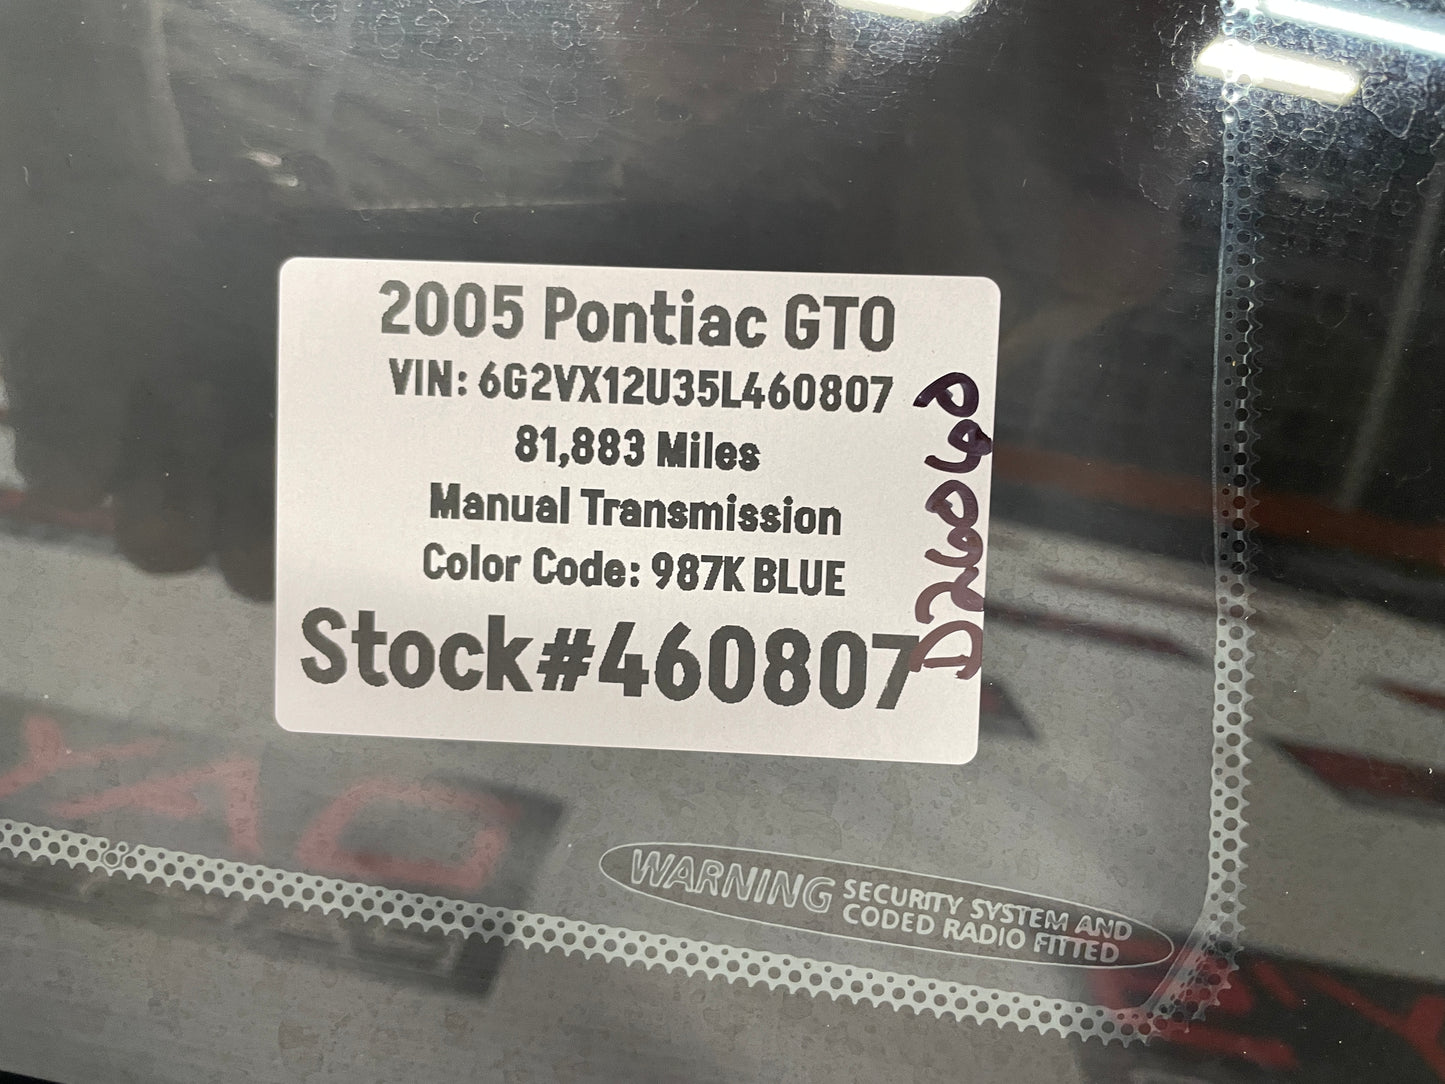 2005 Pontiac GTO
VIN: 6G2VX12U35L460807
81,883 Miles
Manual Transmission
Color Code: 987K BLUE
Stock#460807
WARNING SECURITY SYSTEM AND
CODED RADIO FITTED